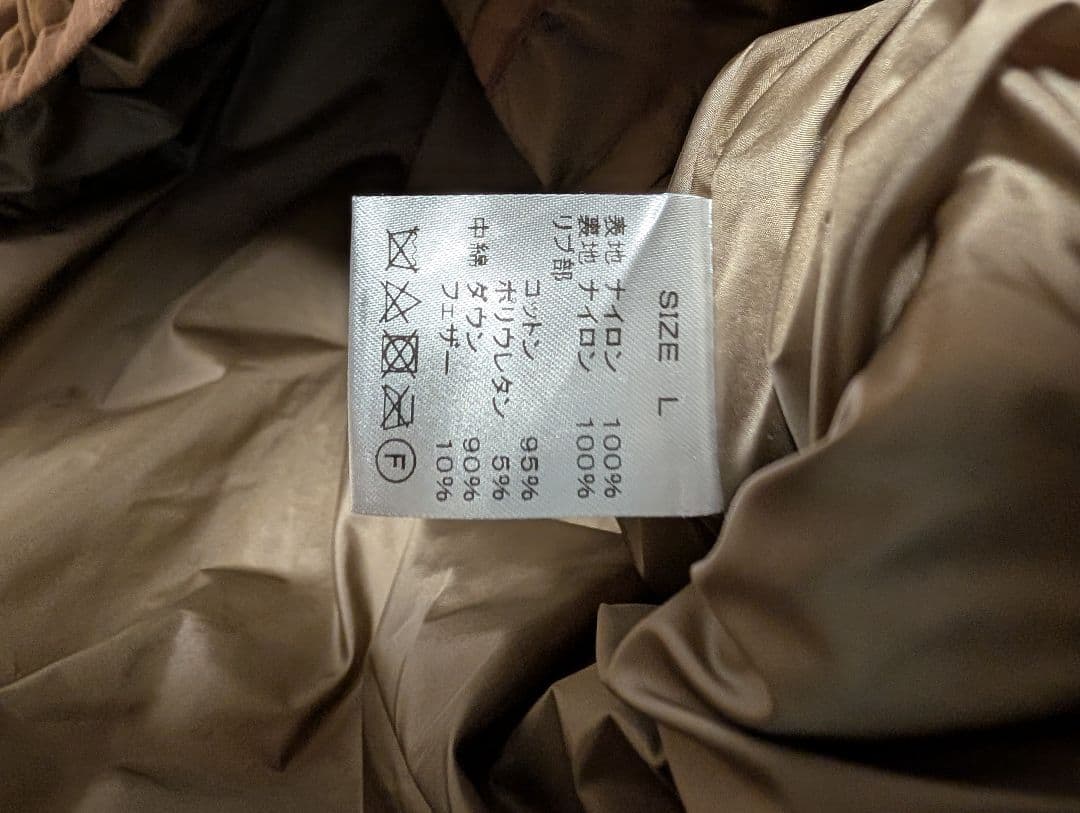 SIZE L
表地 ナイロン 100%
裏地 ナイロン 100%
リブ部
コットン 95%
ポリウレタン 5%
中綿 ダウン 90%
フェザー 10%
F